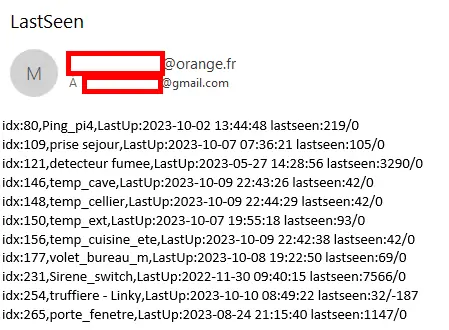 LastSeen
M
@orange.fr
A @gmail.com
idx:80,Ping_pi4,LastUp:2023-10-02 13:44:48 lastseen:219/0
idx:109,prise sejour,LastUp:2023-10-07 07:36:21 lastseen:105/0
idx:121,detecteur fumee,LastUp:2023-05-27 14:28:56 lastseen:3290/0
idx:146,temp_cave,LastUp:2023-10-09 22:43:26 lastseen:42/0
idx:148,temp_cellier,LastUp:2023-10-09 22:44:29 lastseen:42/0
idx:150,temp_ext,LastUp:2023-10-07 19:55:18 lastseen:93/0
idx:156,temp_cuisine_ete,LastUp:2023-10-09 22:42:38 lastseen:42/0
idx:177,volet_bureau_m,LastUp:2023-10-08 19:22:50 lastseen:69/0
idx:231,Sirene_switch,LastUp:2022-11-30 09:40:15 lastseen:7566/0
idx:254,truffiere - Linky,LastUp:2023-10-10 08:49:22 lastseen:32/-187
idx:265,porte_fenetre,LastUp:2023-08-24 21:15:40 lastseen:1147/0